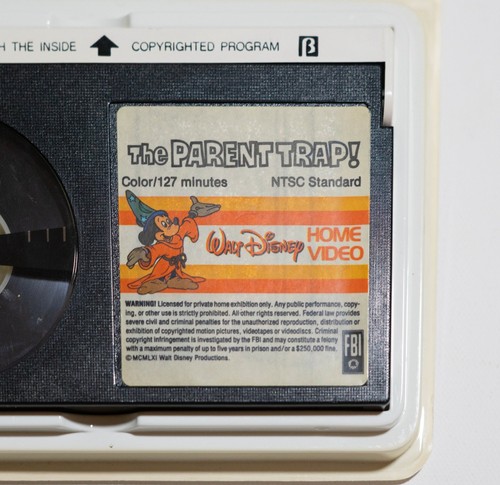 H THE INSIDE COPYRIGHTED PROGRAM β
The PARENT TRAP!
Color/127 minutes NTSC Standard
WALT DISNEY HOME
VIDEO
WARNING! Licensed for private home exhibition only. Any public performance, copy-
ing, or other use is strictly prohibited. All other rights reserved. Federal law provides
severe civil and criminal penalties for the unauthorized reproduction, distribution or
exhibition of copyrighted motion pictures, videotapes or videodiscs. Criminal
copyright infringement is investigated by the FBI and may constitute a felony
with a maximum penalty of up to five years in prison and/or a $250,000 fine.
©MCMLXI Walt Disney Productions.
FBI